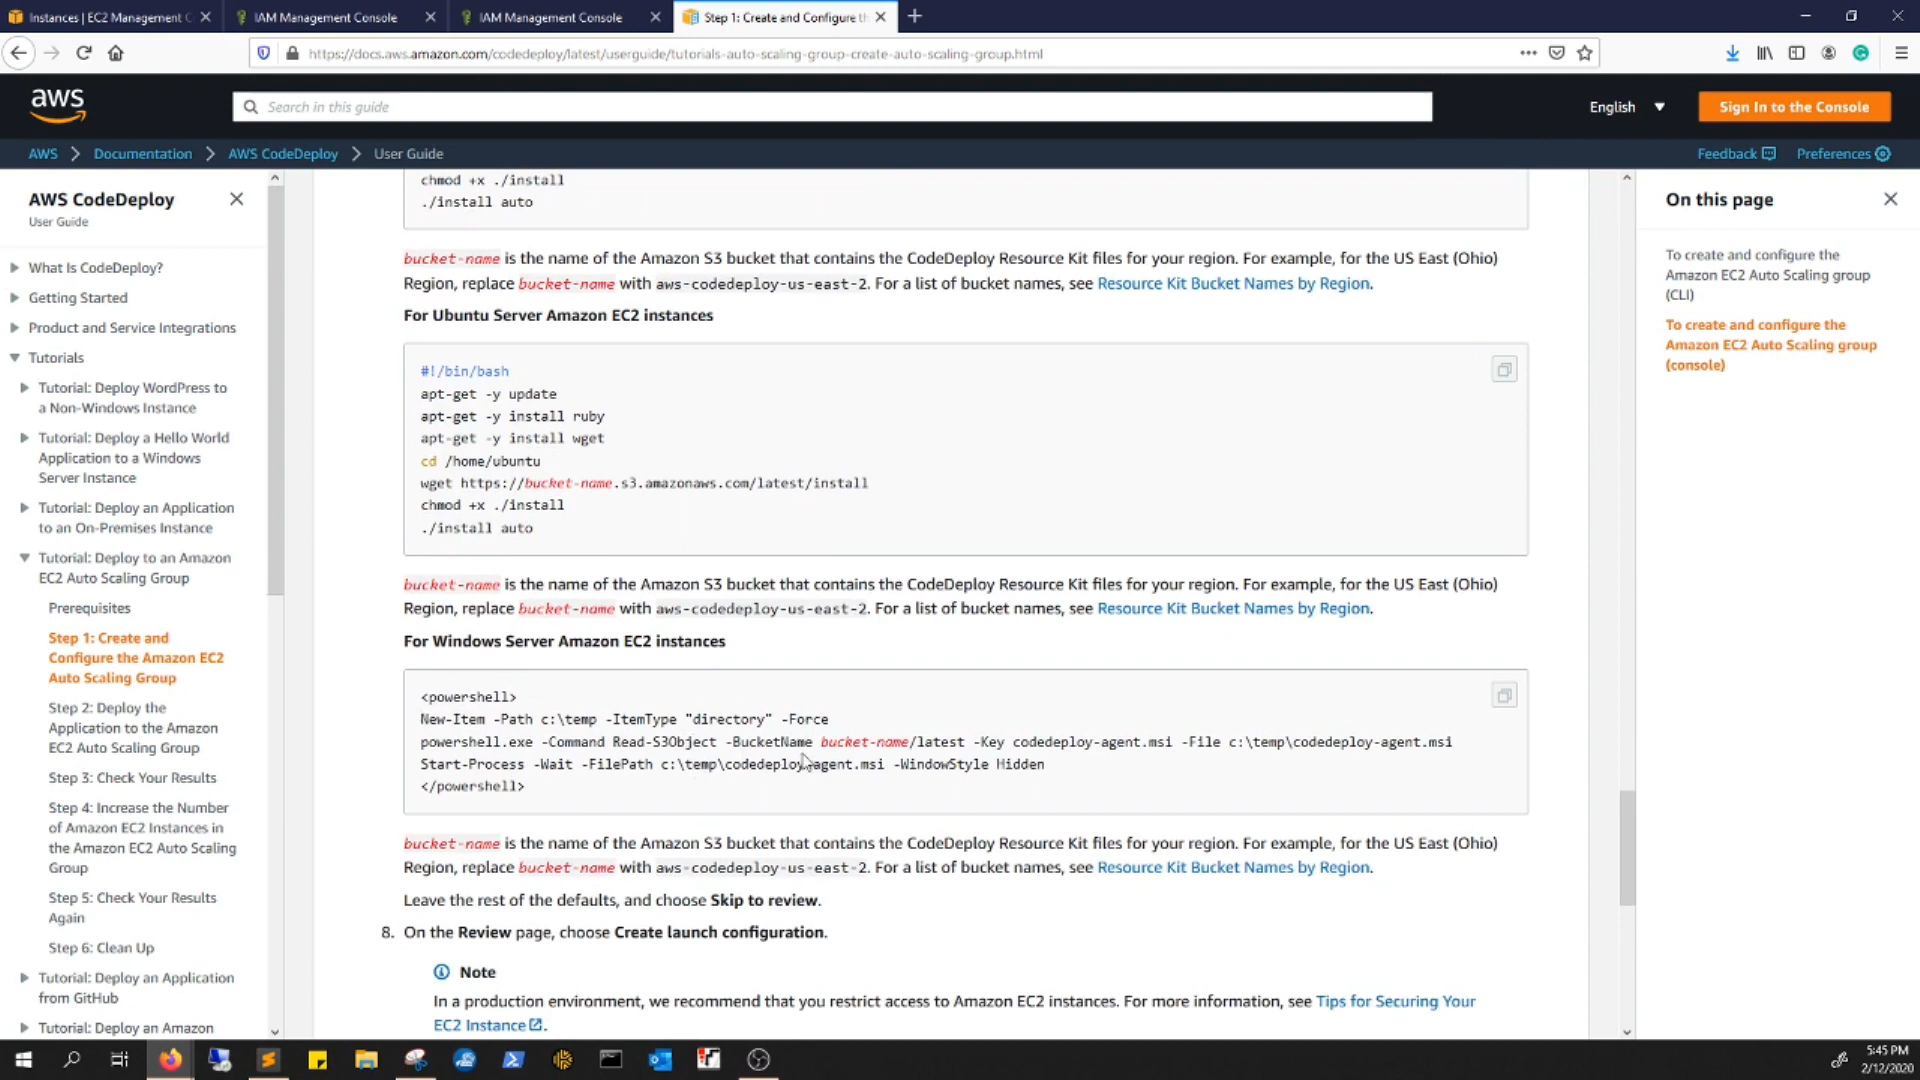 Instances | EC2 Management C
IAM Management Console
IAM Management Console
Step 1: Create and Configure th
https://docs.aws.amazon.com/codedeploy/latest/userguide/tutorials-auto-scaling-group-create-auto-scaling-group.html
aws
Search in this guide
English
Sign In to the Console
AWS > Documentation > AWS CodeDeploy > User Guide
Feedback
Preferences
AWS CodeDeploy
User Guide
What Is CodeDeploy?
Getting Started
Product and Service Integrations
Tutorials
Tutorial: Deploy WordPress to
a Non-Windows Instance
Tutorial: Deploy a Hello World
Application to a Windows
Server Instance
Tutorial: Deploy an Application
to an On-Premises Instance
Tutorial: Deploy to an Amazon
EC2 Auto Scaling Group
Prerequisites
Step 1: Create and
Configure the Amazon EC2
Auto Scaling Group
Step 2: Deploy the
Application to the Amazon
EC2 Auto Scaling Group
Step 3: Check Your Results
Step 4: Increase the Number
of Amazon EC2 Instances in
the Amazon EC2 Auto Scaling
Group
Step 5: Check Your Results
Again
Step 6: Clean Up
Tutorial: Deploy an Application
from GitHub
Tutorial: Deploy an Amazon
chmod +x ./install
./install auto
bucket-name is the name of the Amazon S3 bucket that contains the CodeDeploy Resource Kit files for your region. For example, for the US East (Ohio)
Region, replace bucket-name with aws-codedeploy-us-east-2. For a list of bucket names, see Resource Kit Bucket Names by Region.
For Ubuntu Server Amazon EC2 instances
#!/bin/bash
apt-get -y update
apt-get -y install ruby
apt-get -y install wget
cd /home/ubuntu
wget https://bucket-name.s3.amazonaws.com/latest/install
chmod +x ./install
./install auto
bucket-name is the name of the Amazon S3 bucket that contains the CodeDeploy Resource Kit files for your region. For example, for the US East (Ohio)
Region, replace bucket-name with aws-codedeploy-us-east-2. For a list of bucket names, see Resource Kit Bucket Names by Region.
For Windows Server Amazon EC2 instances
<powershell>
New-Item -Path c:\temp -ItemType "directory" -Force
powershell.exe -Command Read-S3Object -BucketName bucket-name/latest -Key codedeploy-agent.msi -File c:\temp\codedeploy-agent.msi
Start-Process -Wait -FilePath c:\temp\codedeploy-agent.msi -WindowStyle Hidden
</powershell>
bucket-name is the name of the Amazon S3 bucket that contains the CodeDeploy Resource Kit files for your region. For example, for the US East (Ohio)
Region, replace bucket-name with aws-codedeploy-us-east-2. For a list of bucket names, see Resource Kit Bucket Names by Region.
Leave the rest of the defaults, and choose Skip to review.
8. On the Review page, choose Create launch configuration.
Note
In a production environment, we recommend that you restrict access to Amazon EC2 instances. For more information, see Tips for Securing Your
EC2 Instance.
On this page
To create and configure the
Amazon EC2 Auto Scaling group
(CLI)
To create and configure the
Amazon EC2 Auto Scaling group
(console)
5:45 PM
2/12/2020